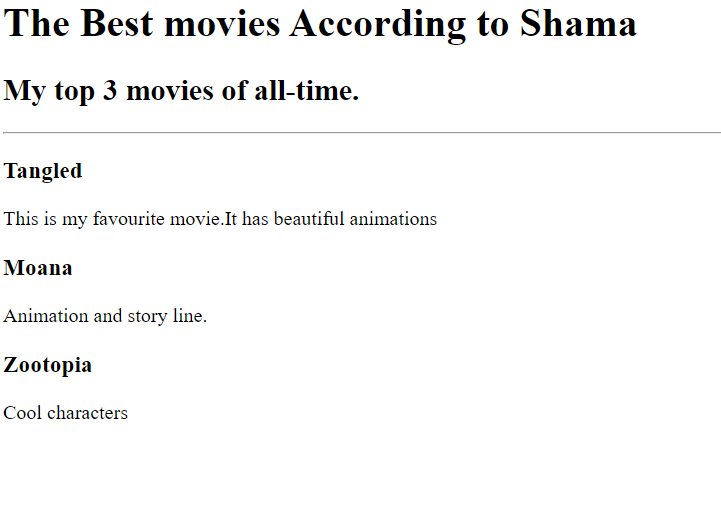 The Best movies According to Shama
My top 3 movies of all-time.
Tangled
This is my favourite movie.It has beautiful animations
Moana
Animation and story line.
Zootopia
Cool characters